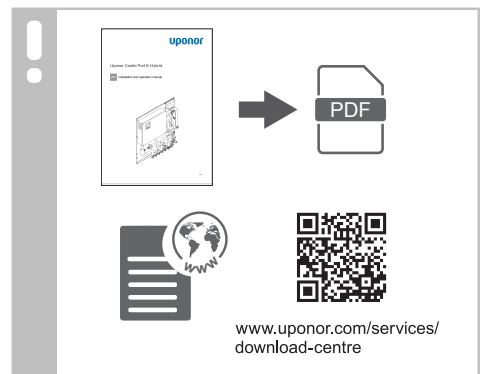 uponor
Uponor Combi Port E-Hybrid
Installation and operation manual
PDF
www
www.uponor.com/services/
download-centre